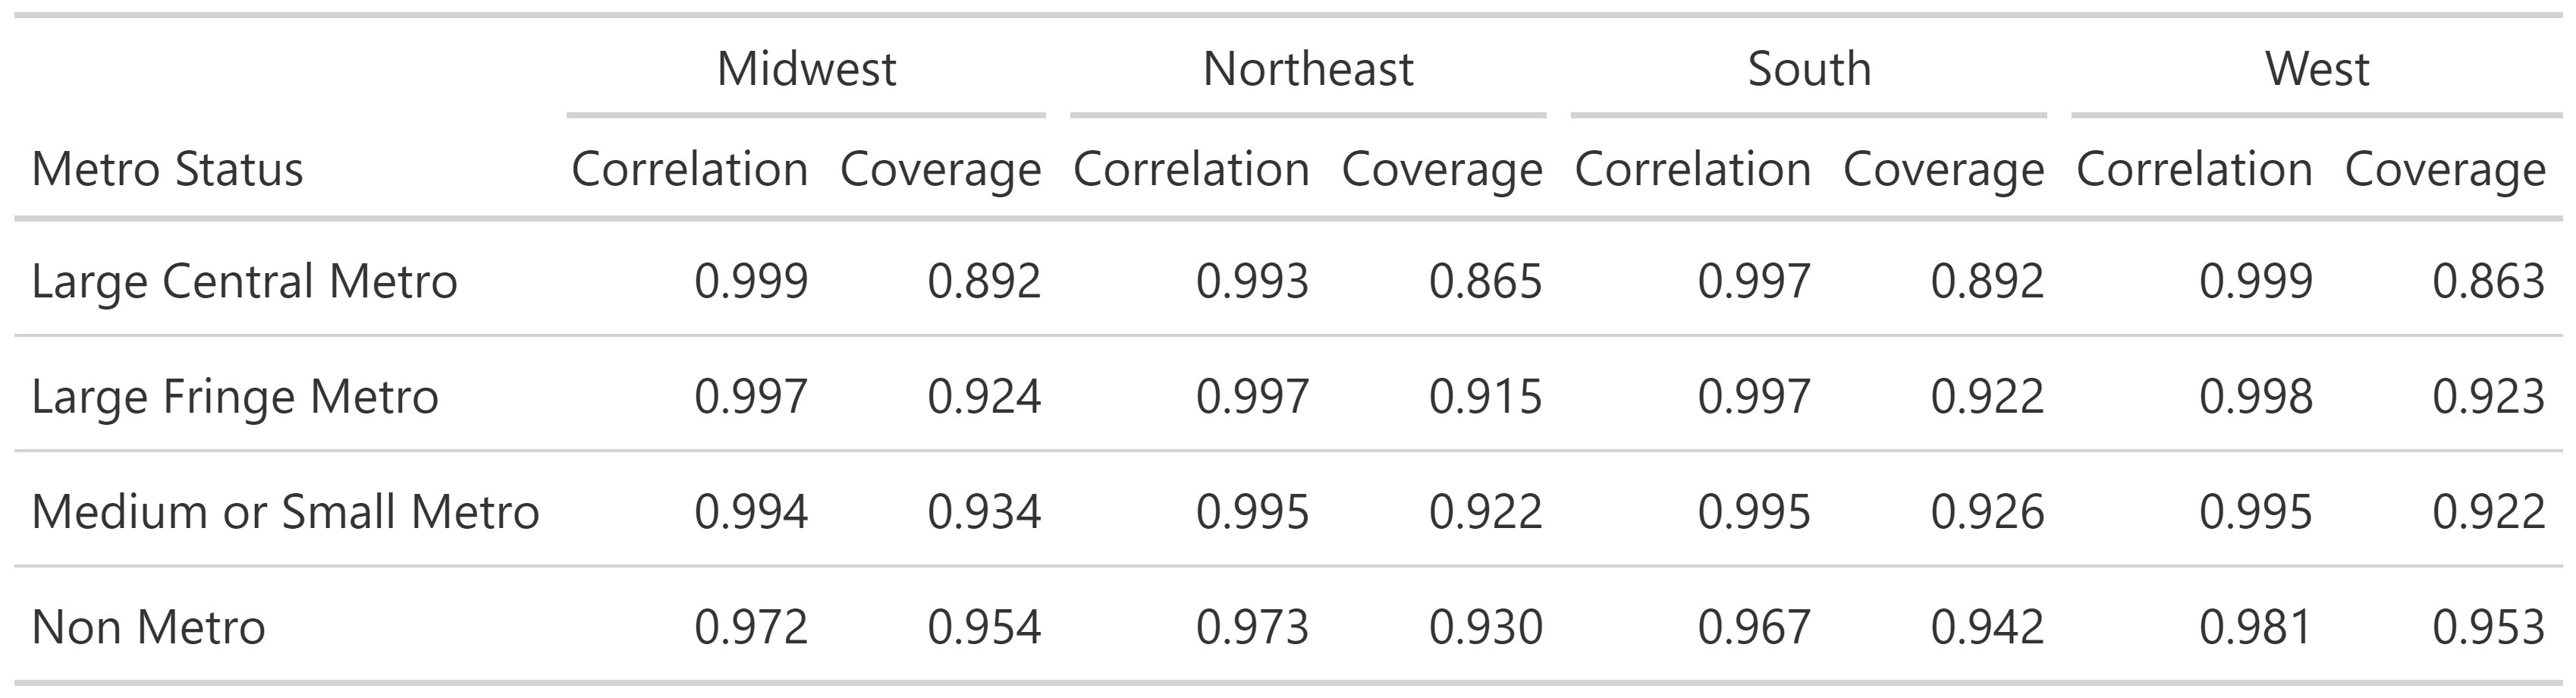 Midwest Northeast South West
Metro Status Correlation Coverage Correlation Coverage Correlation Coverage Correlation Coverage
Large Central Metro 0.999 0.892 0.993 0.865 0.997 0.892 0.999 0.863
Large Fringe Metro 0.997 0.924 0.997 0.915 0.997 0.922 0.998 0.923
Medium or Small Metro 0.994 0.934 0.995 0.922 0.995 0.926 0.995 0.922
Non Metro 0.972 0.954 0.973 0.930 0.967 0.942 0.981 0.953